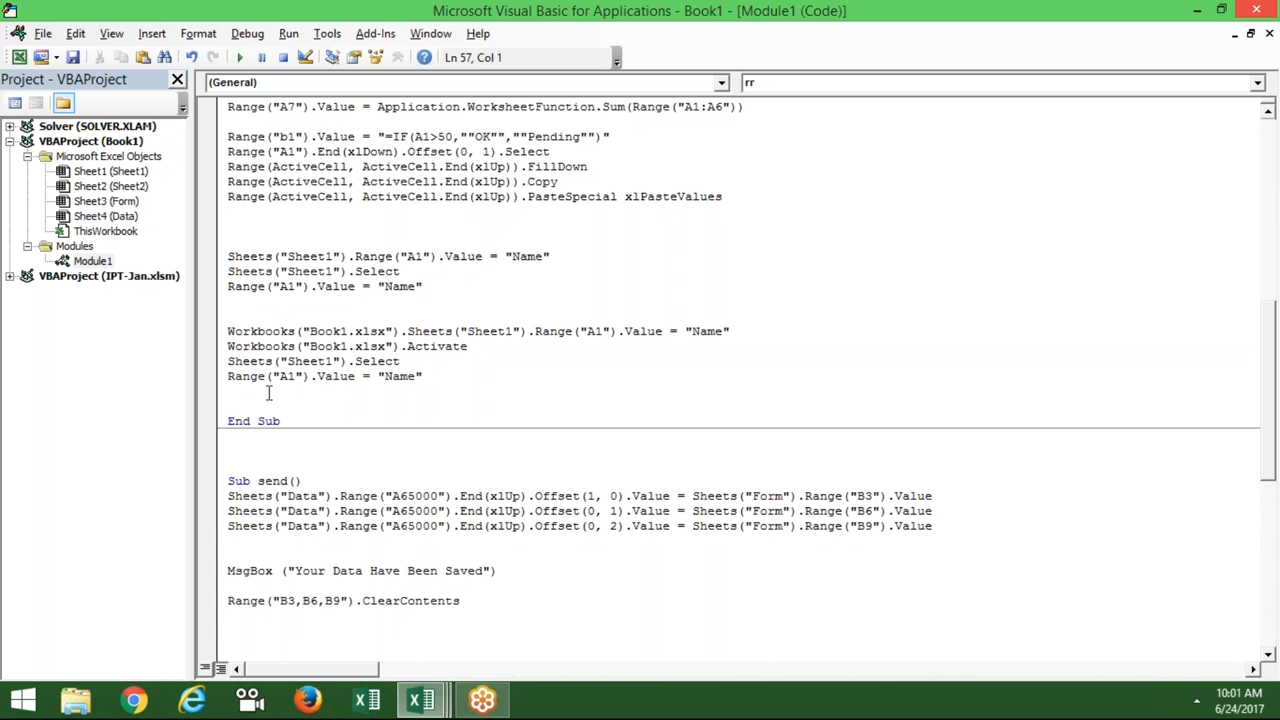 Microsoft Visual Basic for Applications - Book1 - [Module1 (Code)]
File Edit View Insert Format Debug Run Tools Add-Ins Window Help
Ln 57, Col 1
Project - VBAProject
(General)
rr
Solver (SOLVER.XLAM)
VBAProject (Book1)
Microsoft Excel Objects
Sheet1 (Sheet1)
Sheet2 (Sheet2)
Sheet3 (Form)
Sheet4 (Data)
ThisWorkbook
Modules
Module1
VBAProject (IPT-Jan.xlsm)
Range("A7").Value = Application.WorksheetFunction.Sum(Range("A1:A6"))
Range("b1").Value = "=IF(A1>50,""OK"",""Pending"")"
Range("A1").End(xlDown).Offset(0, 1).Select
Range(ActiveCell, ActiveCell.End(xlUp)).FillDown
Range(ActiveCell, ActiveCell.End(xlUp)).Copy
Range(ActiveCell, ActiveCell.End(xlUp)).PasteSpecial xlPasteValues
Sheets("Sheet1").Range("A1").Value = "Name"
Sheets("Sheet1").Select
Range("A1").Value = "Name"
Workbooks("Book1.xlsx").Sheets("Sheet1").Range("A1").Value = "Name"
Workbooks("Book1.xlsx").Activate
Sheets("Sheet1").Select
Range("A1").Value = "Name"
End Sub
Sub send()
Sheets("Data").Range("A65000").End(xlUp).Offset(1, 0).Value = Sheets("Form").Range("B3").Value
Sheets("Data").Range("A65000").End(xlUp).Offset(0, 1).Value = Sheets("Form").Range("B6").Value
Sheets("Data").Range("A65000").End(xlUp).Offset(0, 2).Value = Sheets("Form").Range("B9").Value
MsgBox ("Your Data Have Been Saved")
Range("B3,B6,B9").ClearContents
10:01 AM
6/24/2017